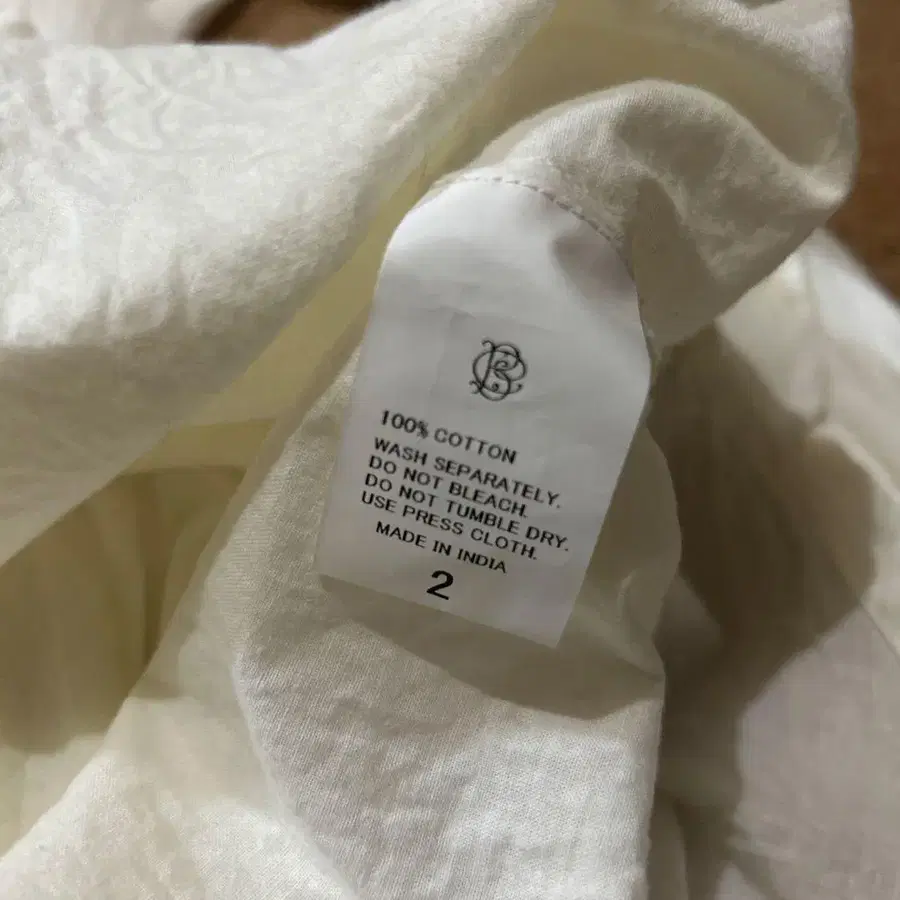 100% COTTON
WASH SEPARATELY.
DO NOT BLEACH.
DO NOT TUMBLE DRY.
USE PRESS CLOTH.
MADE IN INDIA
2